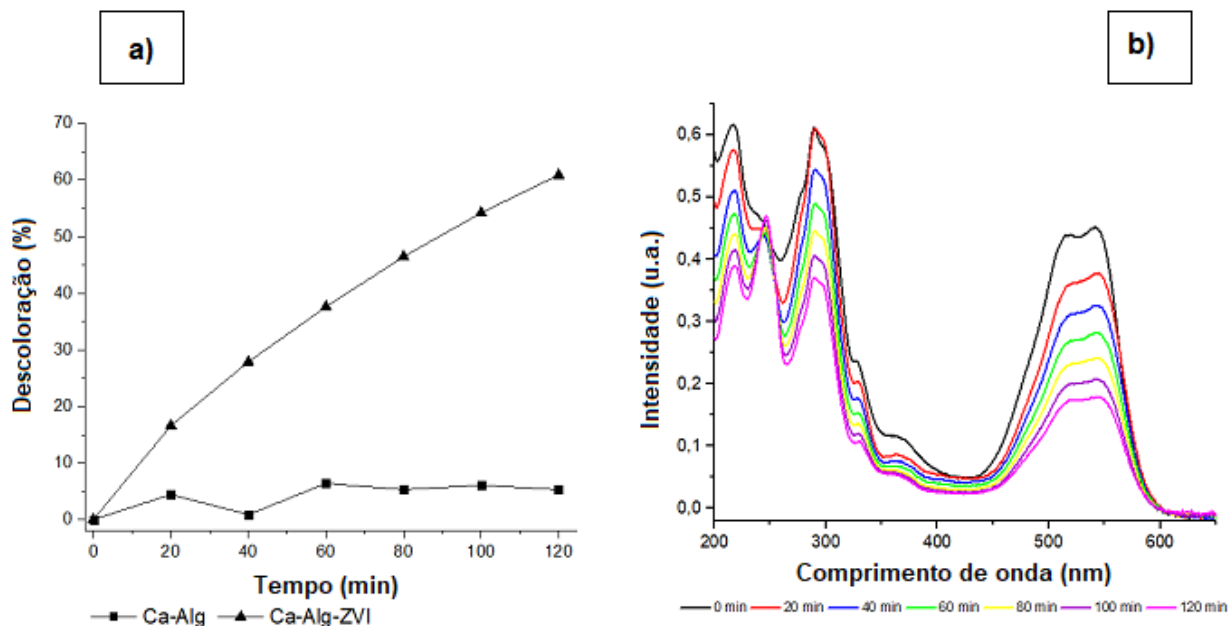 a)
70
60
50
40
30
20
10
0
Descoloração (%)
0 20 40 60 80 100 120
Tempo (min)
Ca-Alg Ca-Alg-ZVI
b)
0,6
0,5
0,4
0,3
0,2
0,1
0,0
Intensidade (u.a.)
200 300 400 500 600
Comprimento de onda (nm)
0 min 20 min 40 min 60 min 80 min 100 min 120 min